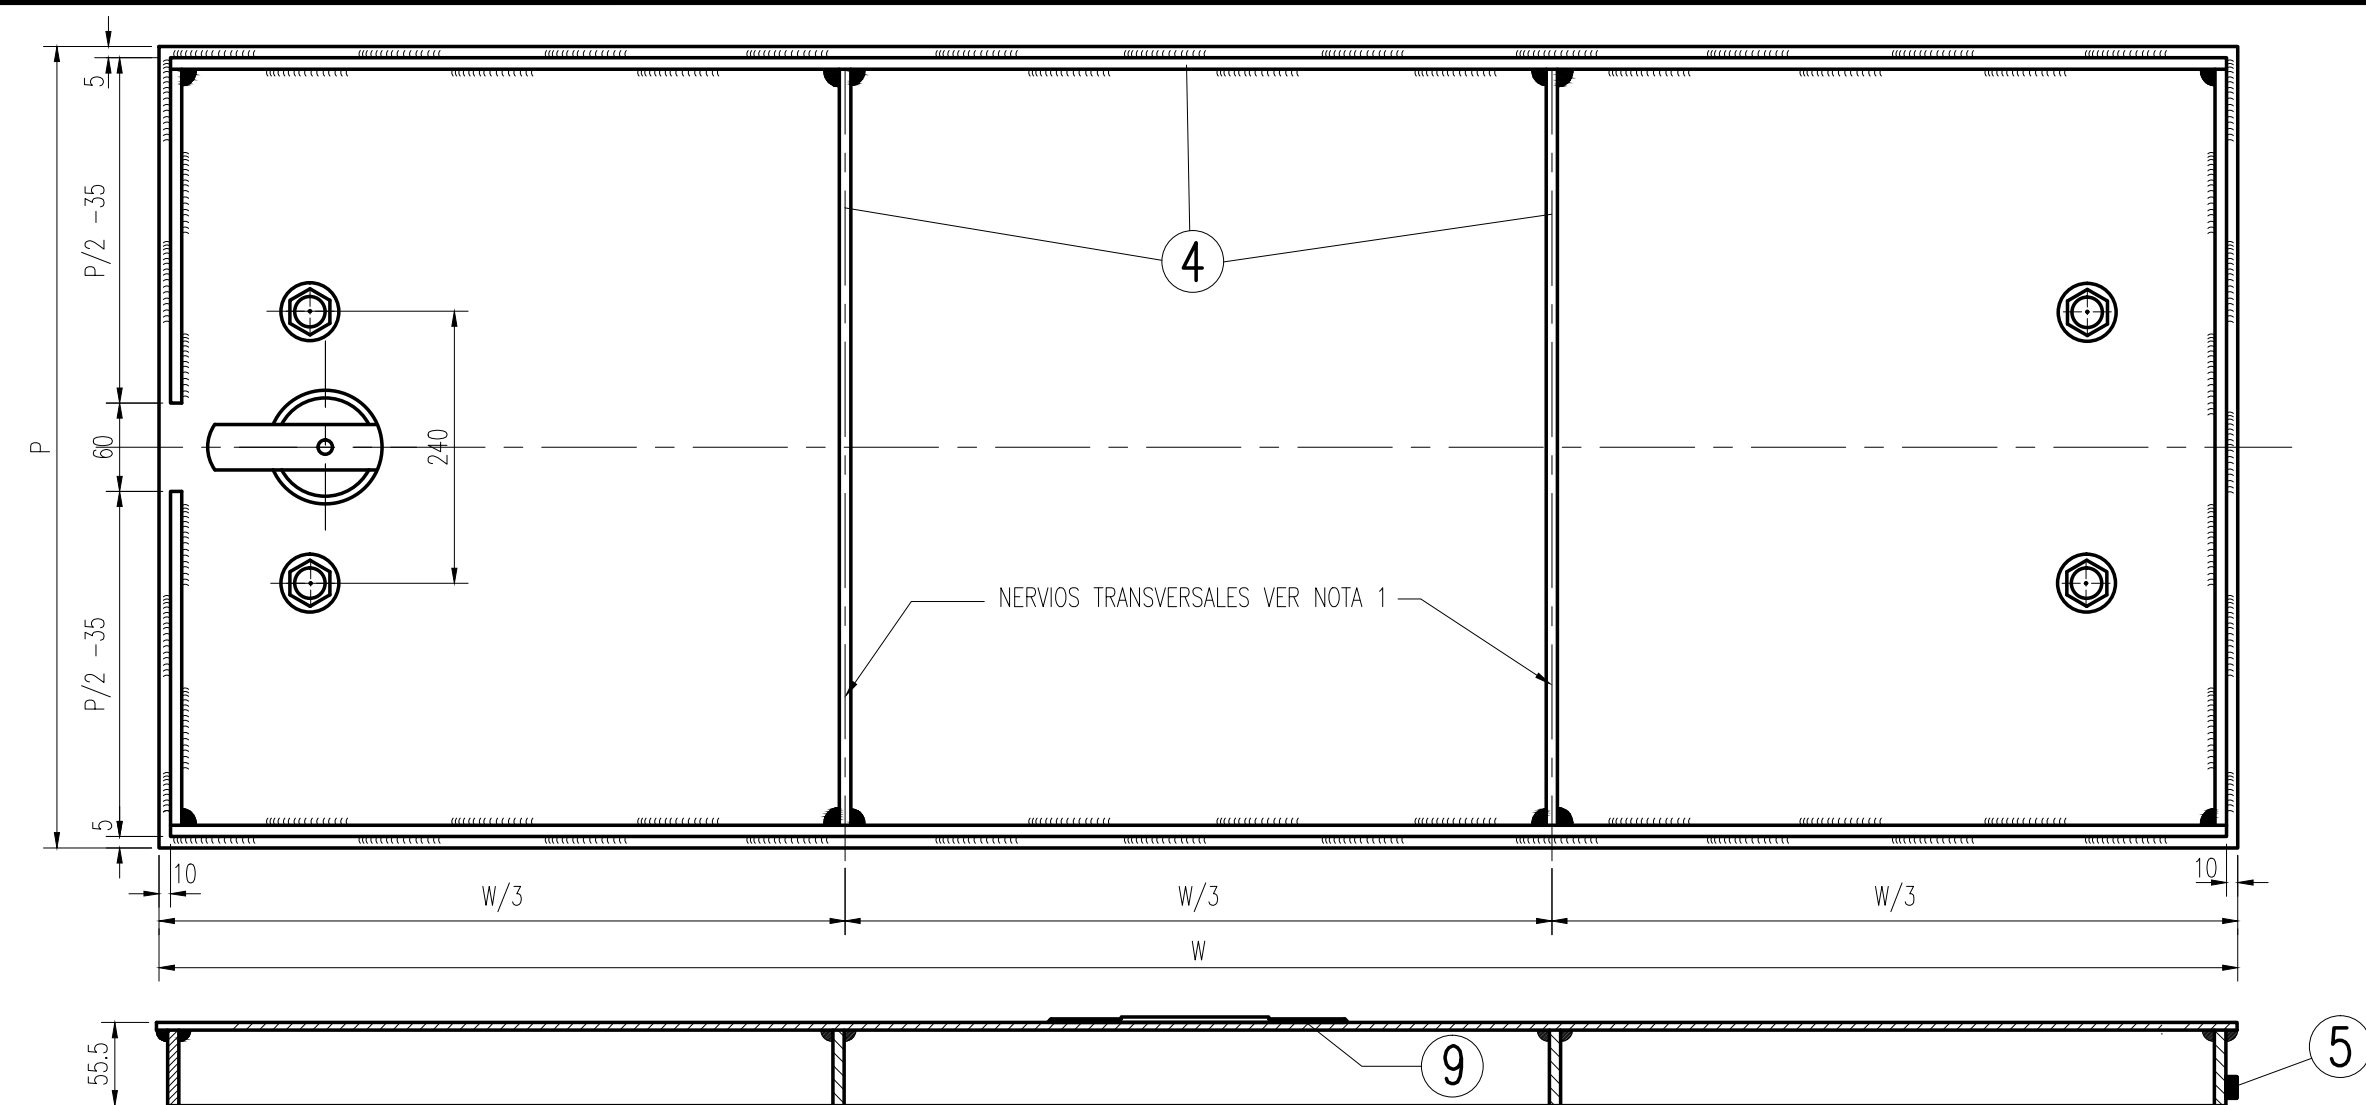 5
P/2 -35
4
P
60
240
NERVIOS TRANSVERSALES VER NOTA 1
P/2 -35
5
10
10
W/3
W/3
W/3
W
55.5
9
5